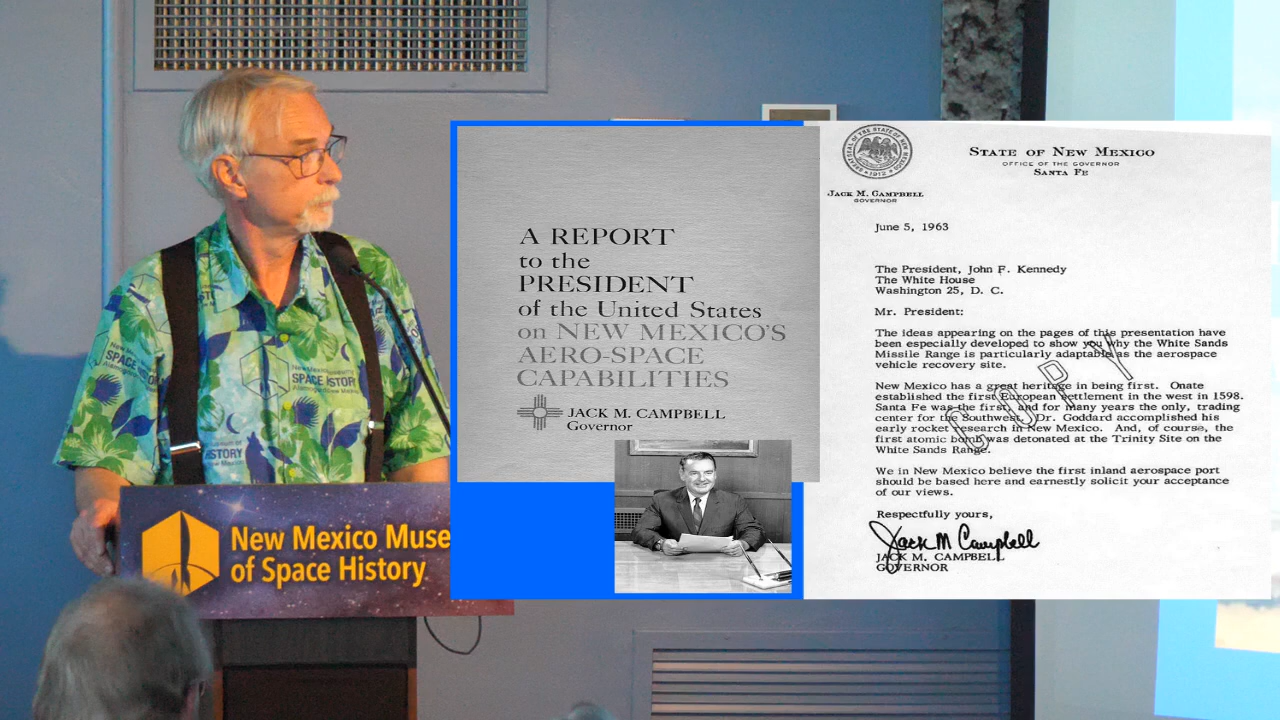 SPACE
SPACE HISTORY
New Mexico Muse
of Space History
A REPORT
to the
PRESIDENT
of the United States
on NEW MEXICO'S
AERO-SPACE
CAPABILITIES
JACK M. CAMPBELL
Governor
STATE OF NEW MEXICO
OFFICE OF THE GOVERNOR
SANTA FE
JACK M. CAMPBELL
GOVERNOR
June 5, 1963
The President, John F. Kennedy
The White House
Washington 25, D. C.
Mr. President:
The ideas appearing on the pages of this presentation have
been especially developed to show you why the White Sands
Missile Range is particularly adaptable as the aerospace
vehicle recovery site.
New Mexico has a great heritage in being first. Onate
established the first European settlement in the west in 1598.
Santa Fe was the first, and for many years the only, trading
center for the Southwest. Dr. Goddard accomplished his
early rocket research in New Mexico. And, of course, the
first atomic bomb was detonated at the Trinity Site on the
White Sands Range.
COPY
We in New Mexico believe the first inland aerospace port
should be based here and earnestly solicit your acceptance
of our views.
Respectfully yours,
Jack M Campbell
JACK M. CAMPBELL
GOVERNOR